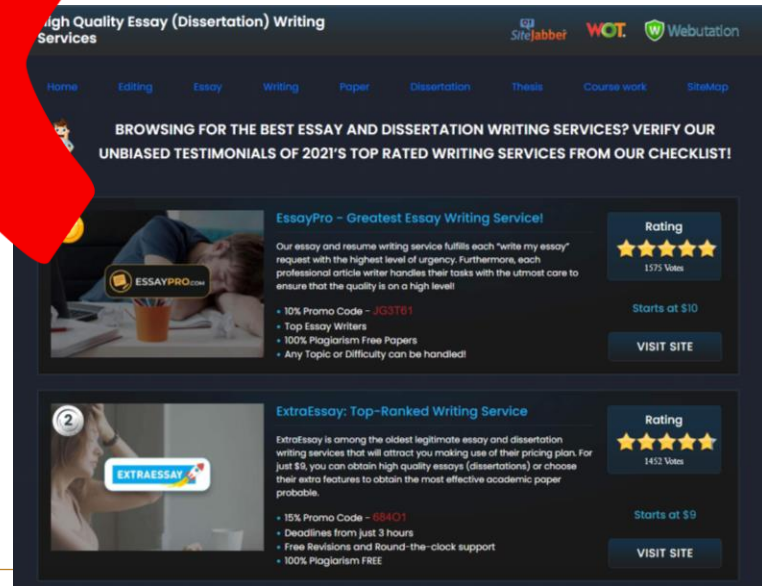 igh Quality Essay (Dissertation) Writing
Services
SiteJabber WOT. Webutation
Home Editing Essay Writing Paper Dissertation Thesis Course work SiteMap
BROWSING FOR THE BEST ESSAY AND DISSERTATION WRITING SERVICES? VERIFY OUR
UNBIASED TESTIMONIALS OF 2021'S TOP RATED WRITING SERVICES FROM OUR CHECKLIST!
EssayPro - Greatest Essay Writing Service!
Our essay and resume writing service fulfills each "write my essay"
request with the highest level of urgency. Furthermore, each
professional article writer handles their tasks with the utmost care to
ensure that the quality is on a high level!
• 10% Promo Code - JG3T61
• Top Essay Writers
• 100% Plagiarism Free Papers
• Any Topic or Difficulty can be handled!
ESSAYPRO.COM
Rating
1575 Votes
Starts at $10
VISIT SITE
2
EXTRAESSAY
ExtraEssay: Top-Ranked Writing Service
ExtraEssay is among the oldest legitimate essay and dissertation
writing services that will attract you making use of their pricing plan. For
just $9, you can obtain high quality essays (dissertations) or choose
their extra features to obtain the most effective academic paper
probable.
• 15% Promo Code - 684O1
• Deadlines from just 3 hours
• Free Revisions and Round-the-clock support
• 100% Plagiarism FREE
Rating
1452 Votes
Starts at $9
VISIT SITE